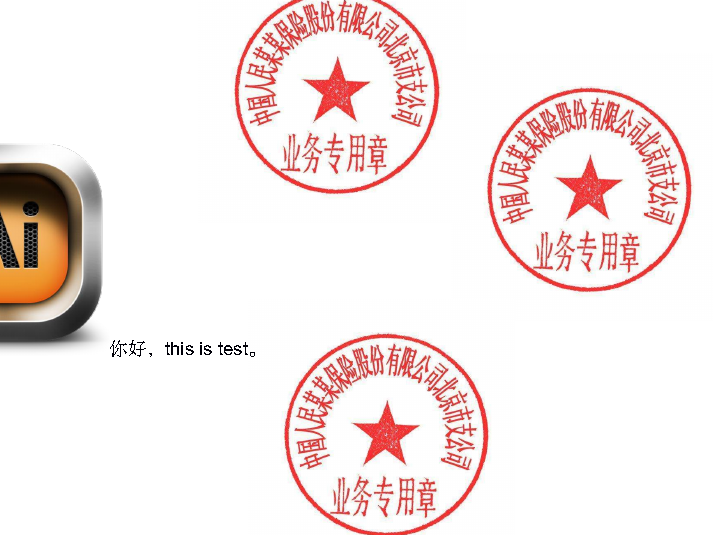 中国人民某某保险股份有限公司北京市支公司
业务专用章
中国人民某某保险股份有限公司北京市支公司
业务专用章
Ai
你好，this is test。
中国人民某某保险股份有限公司北京市支公司
业务专用章